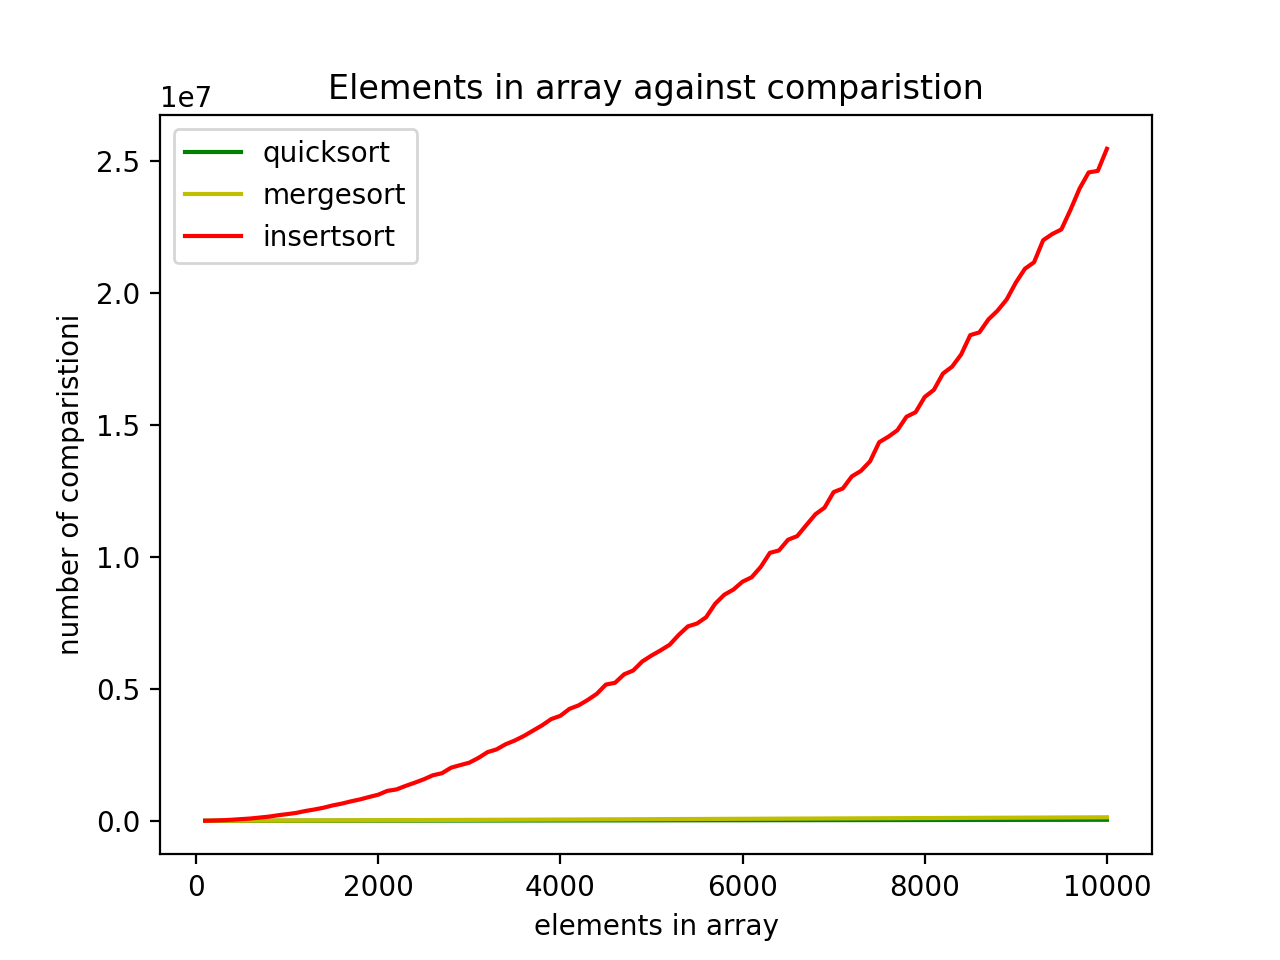 Elements in array against comparistion
1e7
quicksort
mergesort
insertsort
2.5
2.0
1.5
1.0
0.5
0.0
number of comparistioni
0 2000 4000 6000 8000 10000
elements in array